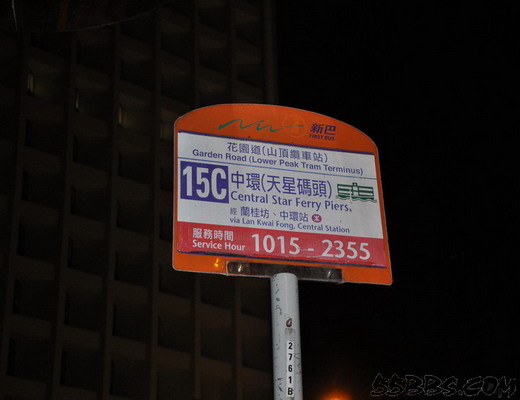 新巴
FIRST BUS
花園道(山頂纜車站)
Garden Road (Lower Peak Tram Terminus)
15C
中環(天星碼頭)
Central Star Ferry Piers
經 蘭桂坊、中環站
via Lan Kwai Fong, Central Station
服務時間
Service Hour
1015 - 2355
2761B
55BBS.COM